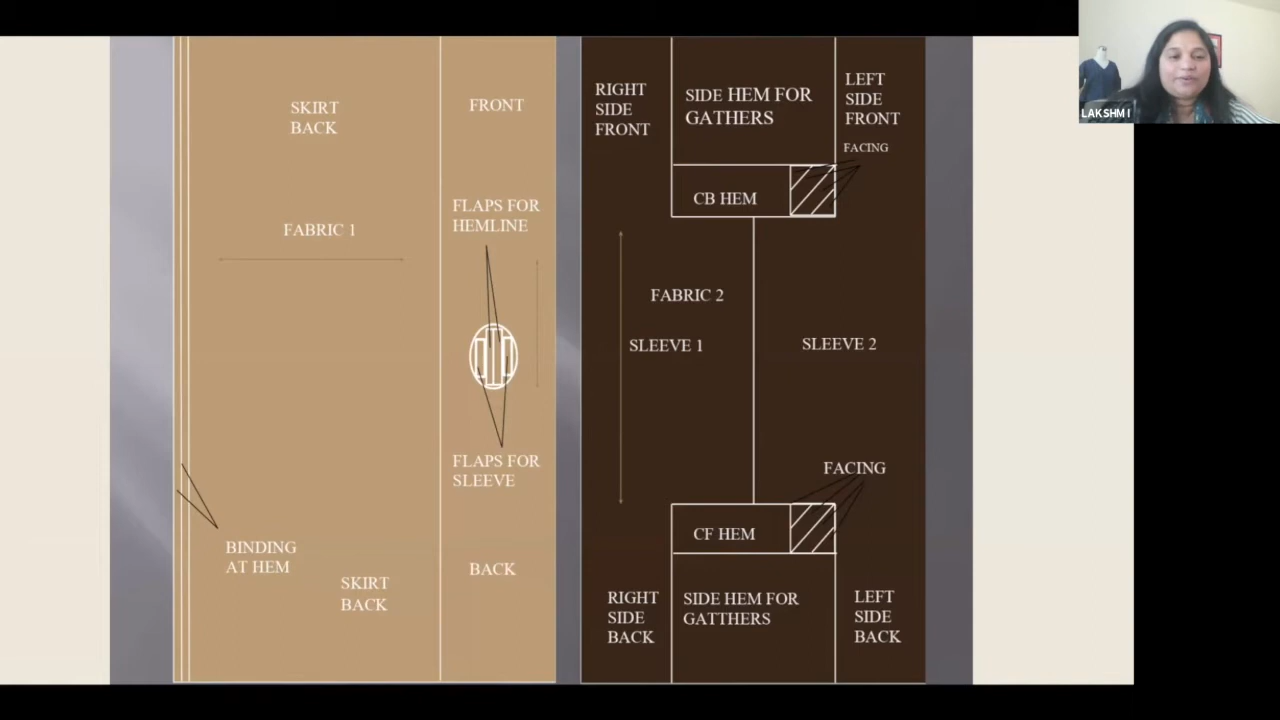 SKIRT
BACK
FRONT
FLAPS FOR
HEMLINE
FABRIC 1
FLAPS FOR
SLEEVE
BINDING
AT HEM
SKIRT
BACK
BACK
RIGHT
SIDE
FRONT
SIDE HEM FOR
GATHERS
LEFT
SIDE
FRONT
FACING
CB HEM
FABRIC 2
SLEEVE 1
SLEEVE 2
FACING
CF HEM
RIGHT
SIDE
BACK
SIDE HEM FOR
GATTHERS
LEFT
SIDE
BACK
LAKSHMI